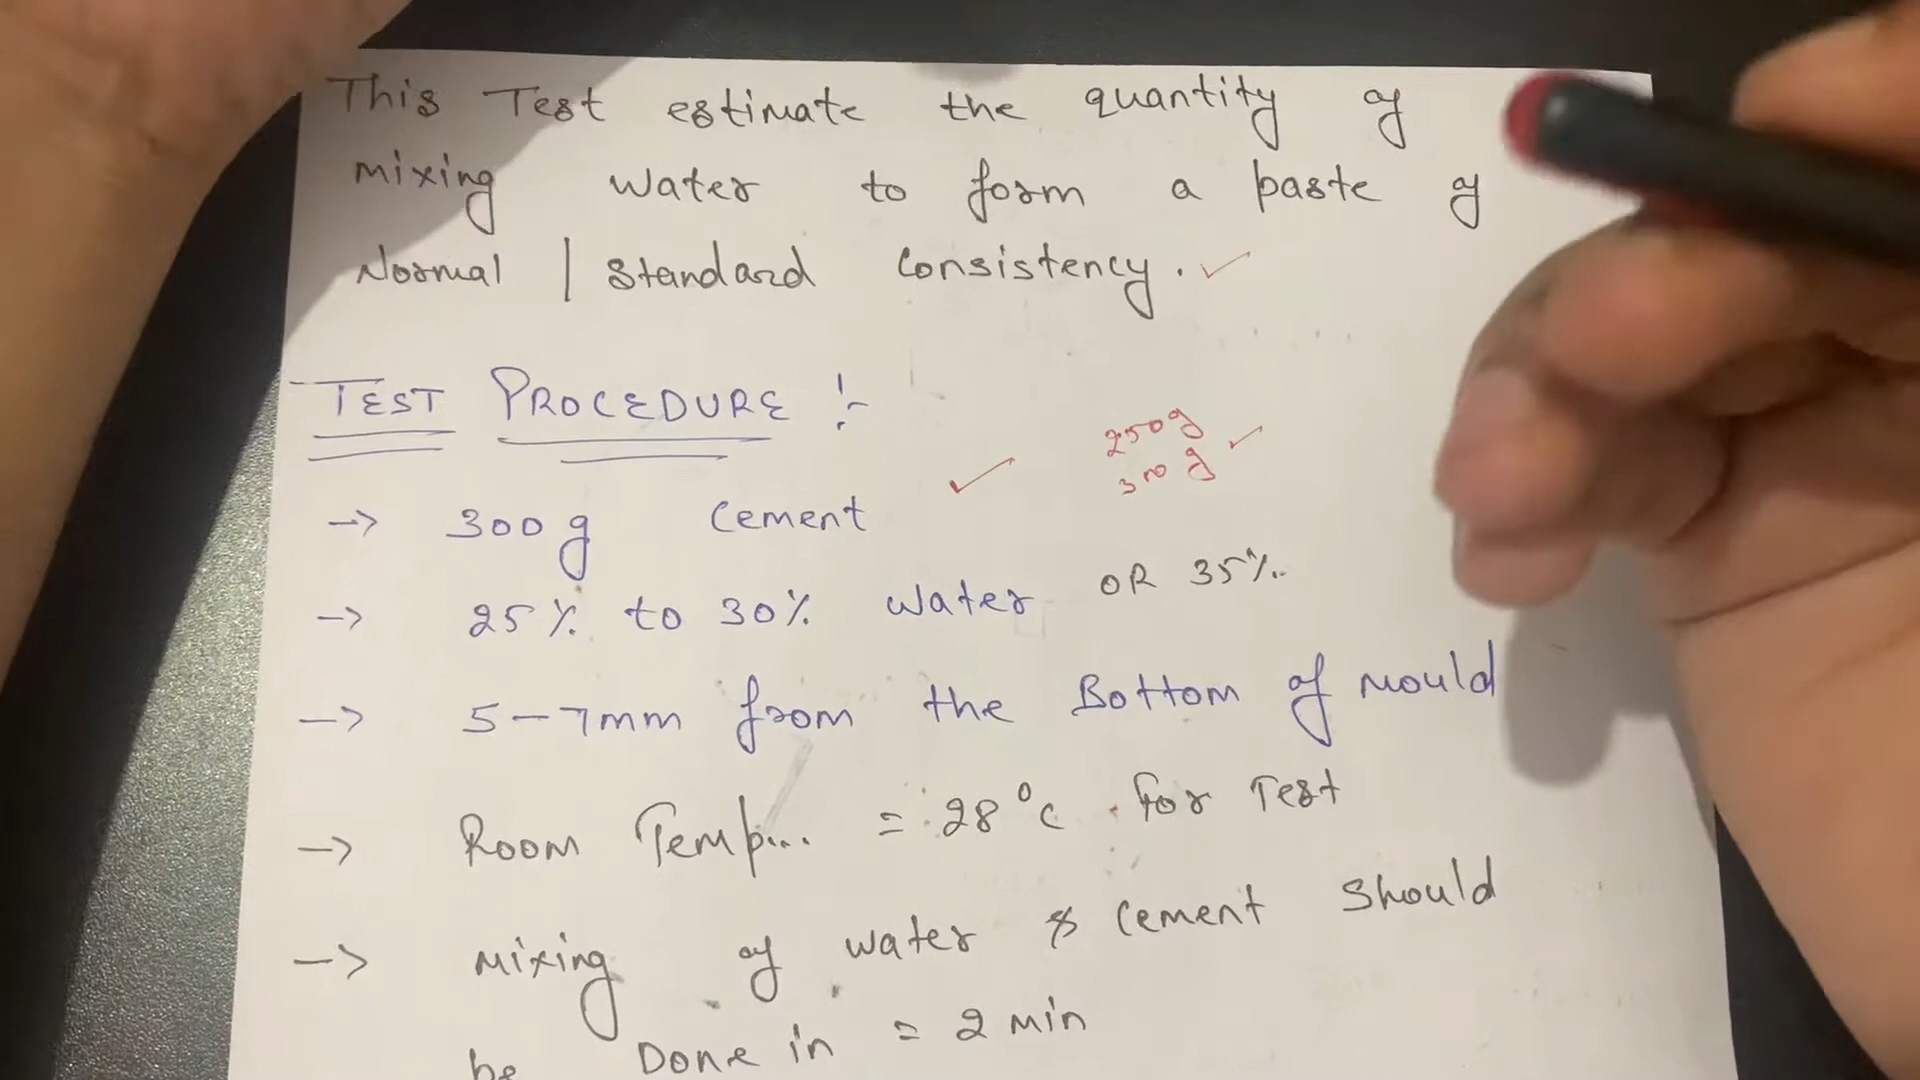 This Test estimate the quantity of
mixing water to form a paste of
Normal | Standard Consistency. ✓
TEST PROCEDURE :-
250g
300g ✓
→ 300g Cement ✓
→ 25% to 30% water OR 35%.
→ 5-7mm from the Bottom of mould
→ Room Temp... = 28°C for Test
→ mixing of water & cement should
be Done in = 2 min